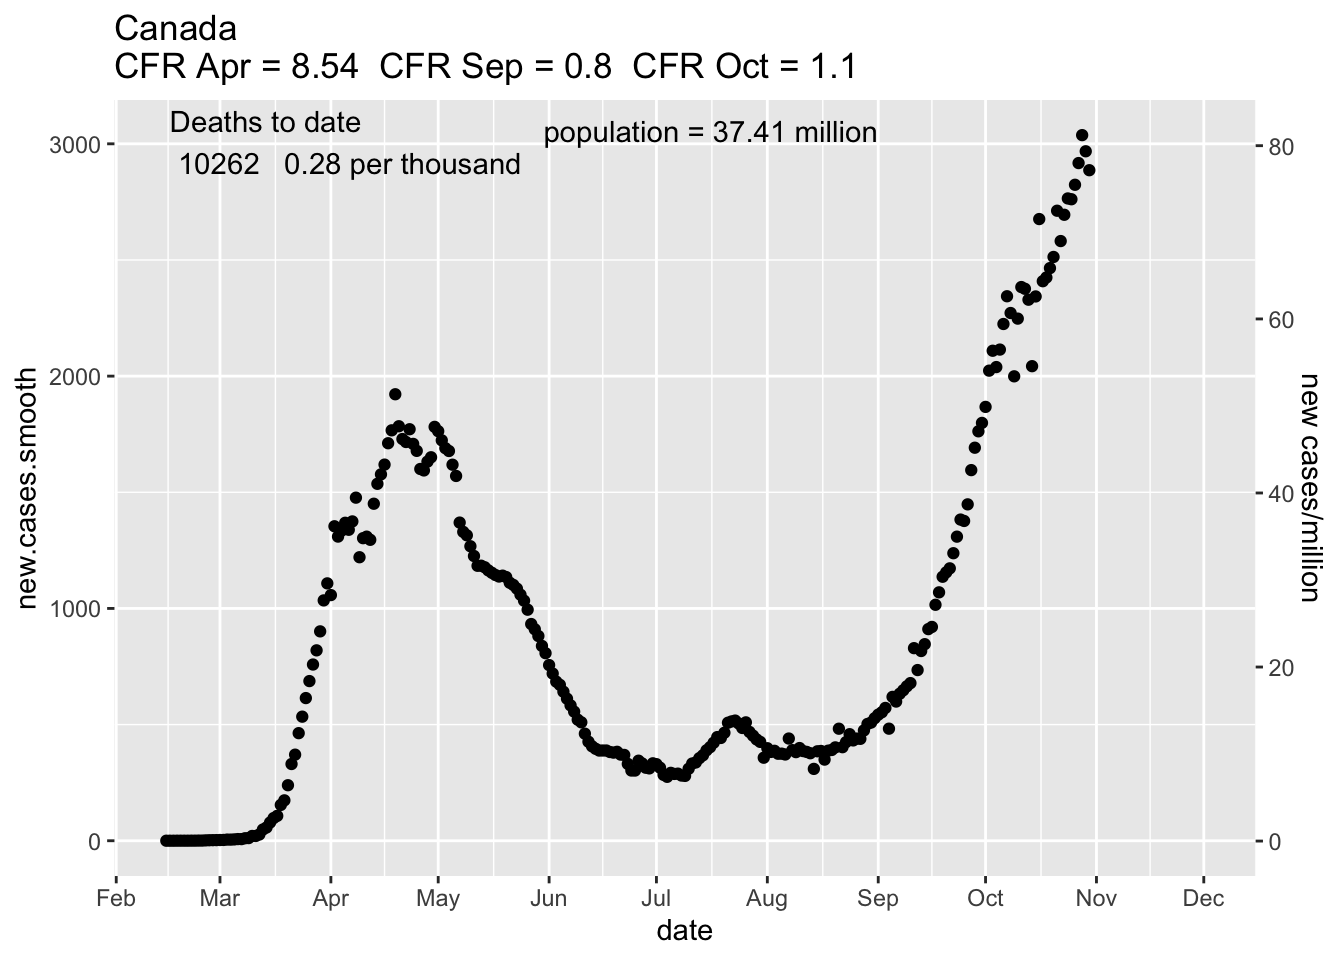 Canada
CFR Apr = 8.54  CFR Sep = 0.8  CFR Oct = 1.1
Deaths to date
10262   0.28 per thousand
population = 37.41 million
3000
2000
1000
0
new.cases.smooth
80
60
40
20
0
new cases/million
Feb Mar Apr May Jun Jul Aug Sep Oct Nov Dec
date